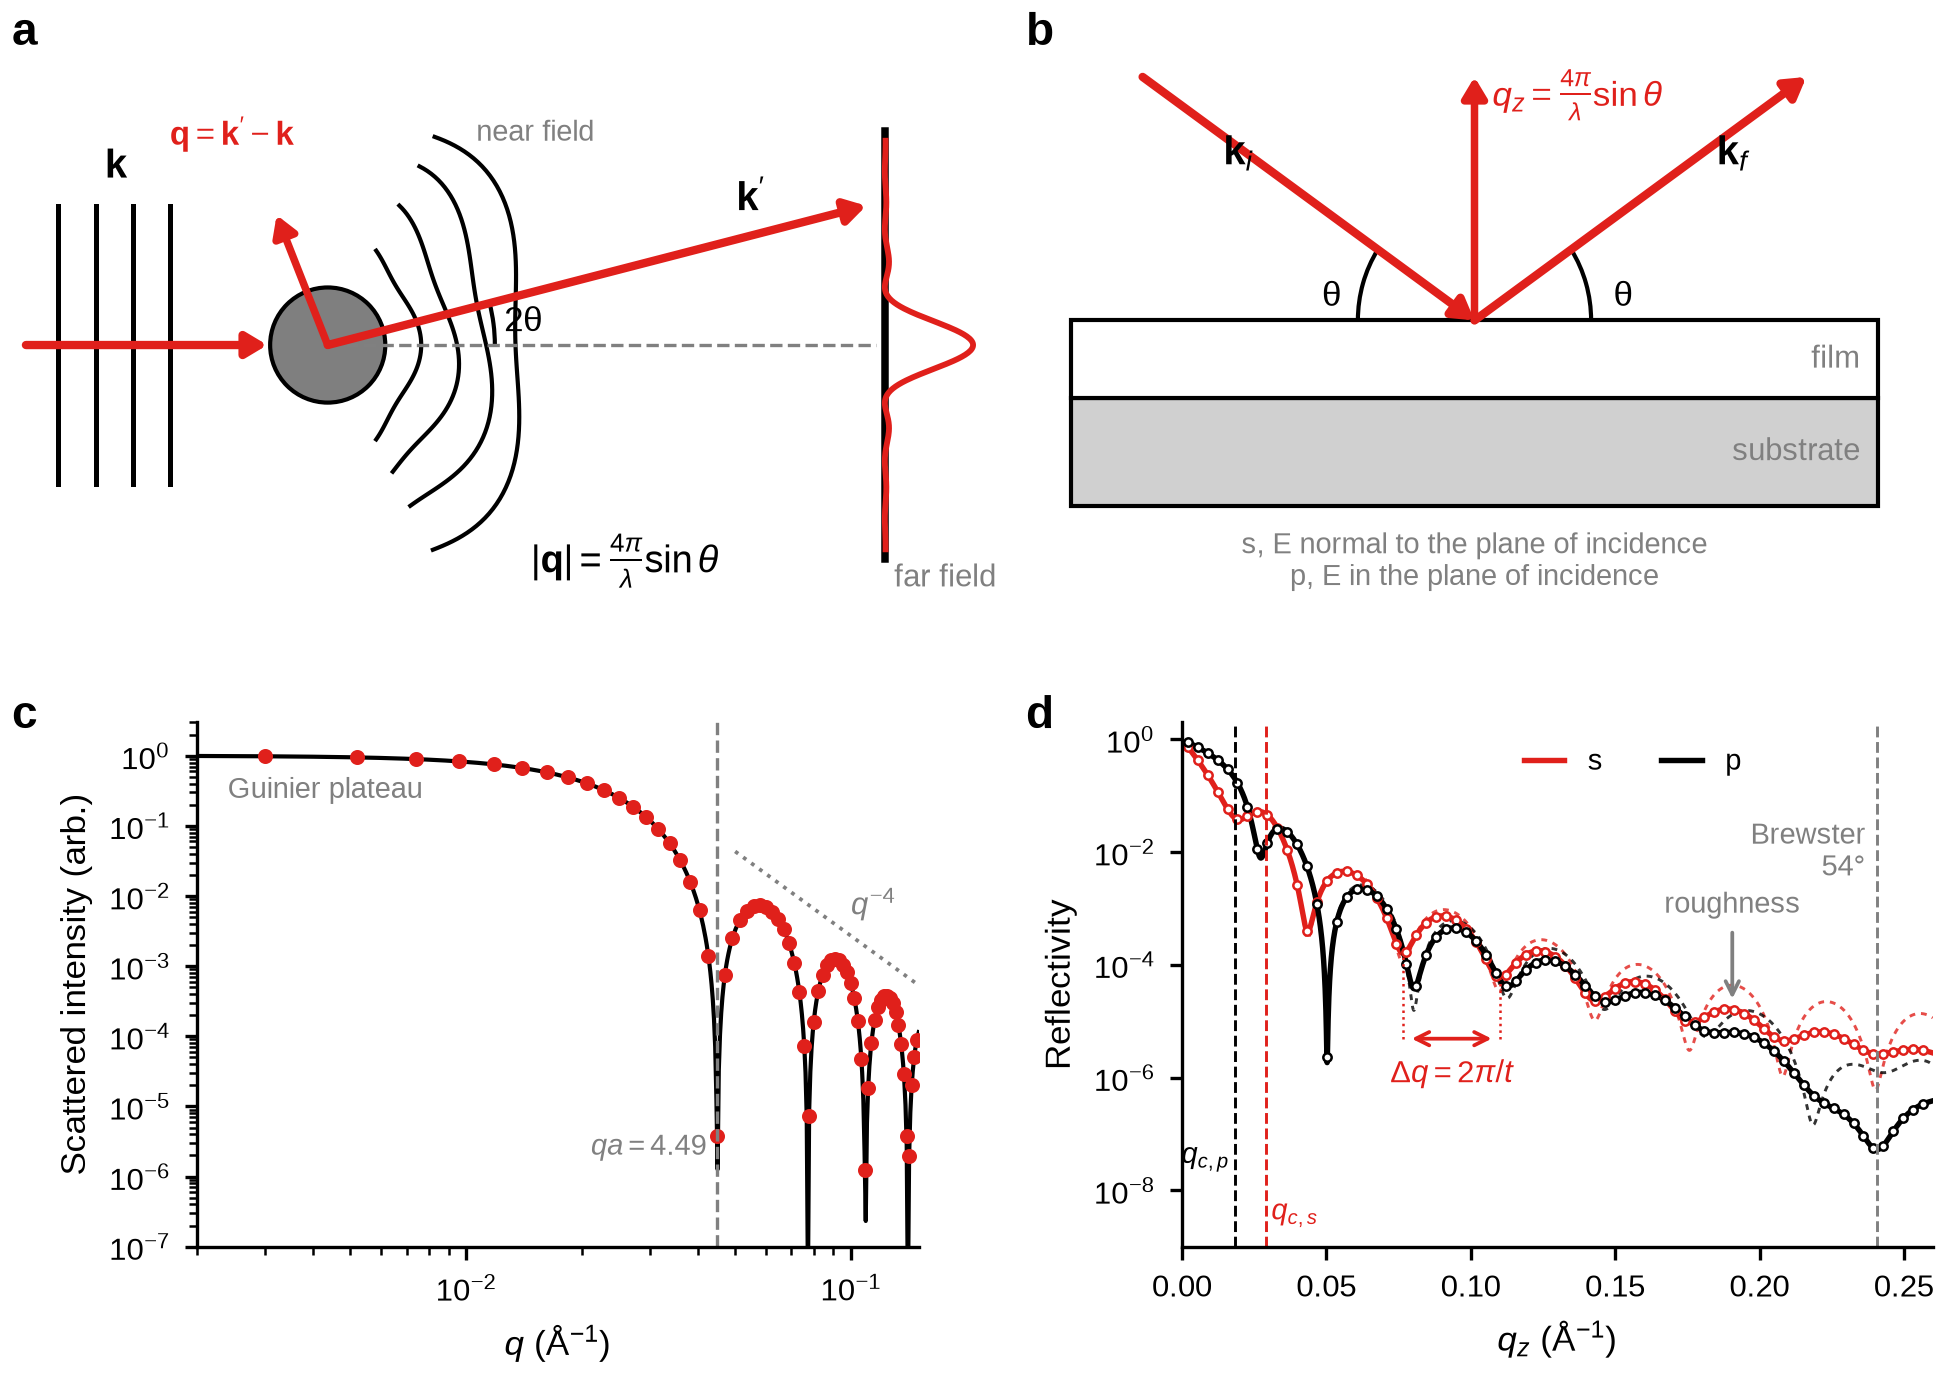 a
q = k′ − k
k
near field
k′
2θ
|q| = 4π/λ sin θ
far field
b
q_z = 4π/λ sin θ
k_i
k_f
θ
θ
film
substrate
s, E normal to the plane of incidence
p, E in the plane of incidence
c
Scattered intensity (arb.)
10^0
10^−1
10^−2
10^−3
10^−4
10^−5
10^−6
10^−7
Guinier plateau
q^−4
qa = 4.49
10^−2
10^−1
q (Å^−1)
d
Reflectivity
10^0
10^−2
10^−4
10^−6
10^−8
s
p
Brewster
54°
roughness
Δq = 2π/t
q_c,p
q_c,s
0.00
0.05
0.10
0.15
0.20
0.25
q_z (Å^−1)